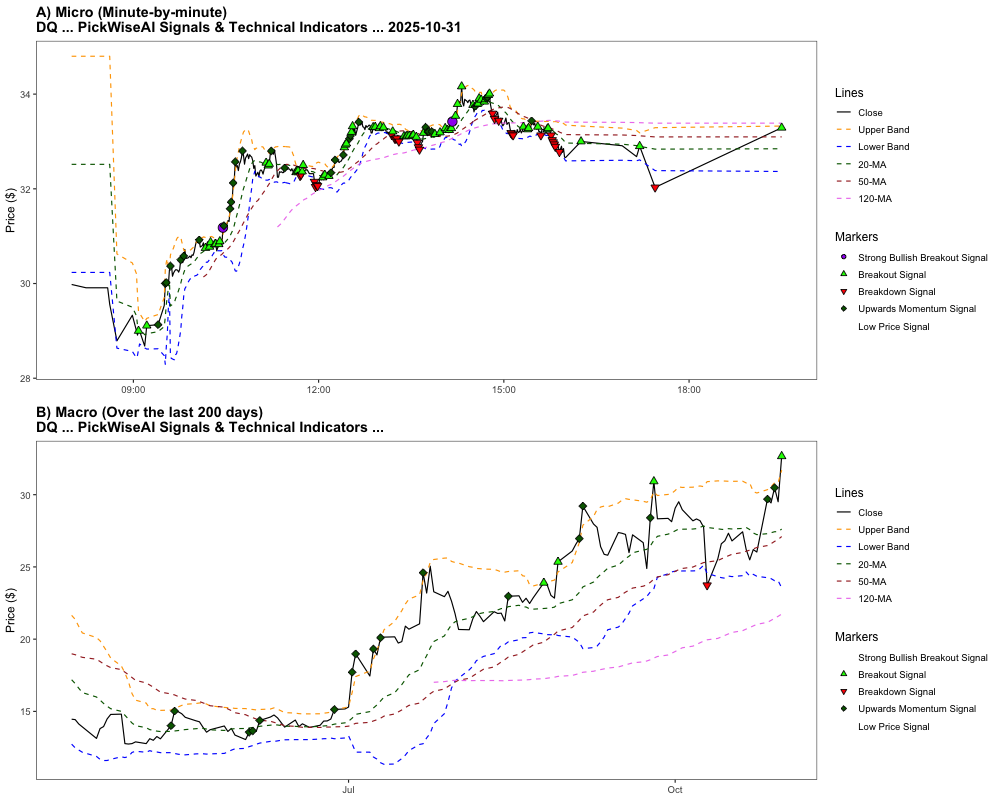 A) Micro (Minute-by-minute)
DQ ... PickWiseAI Signals & Technical Indicators ... 2025-10-31
Price ($)
34
32
30
28
09:00
12:00
15:00
18:00
Lines
Close
Upper Band
Lower Band
20-MA
50-MA
120-MA
Markers
Strong Bullish Breakout Signal
Breakout Signal
Breakdown Signal
Upwards Momentum Signal
Low Price Signal
B) Macro (Over the last 200 days)
DQ ... PickWiseAI Signals & Technical Indicators ...
Price ($)
30
25
20
15
Jul
Oct
Lines
Close
Upper Band
Lower Band
20-MA
50-MA
120-MA
Markers
Strong Bullish Breakout Signal
Breakout Signal
Breakdown Signal
Upwards Momentum Signal
Low Price Signal